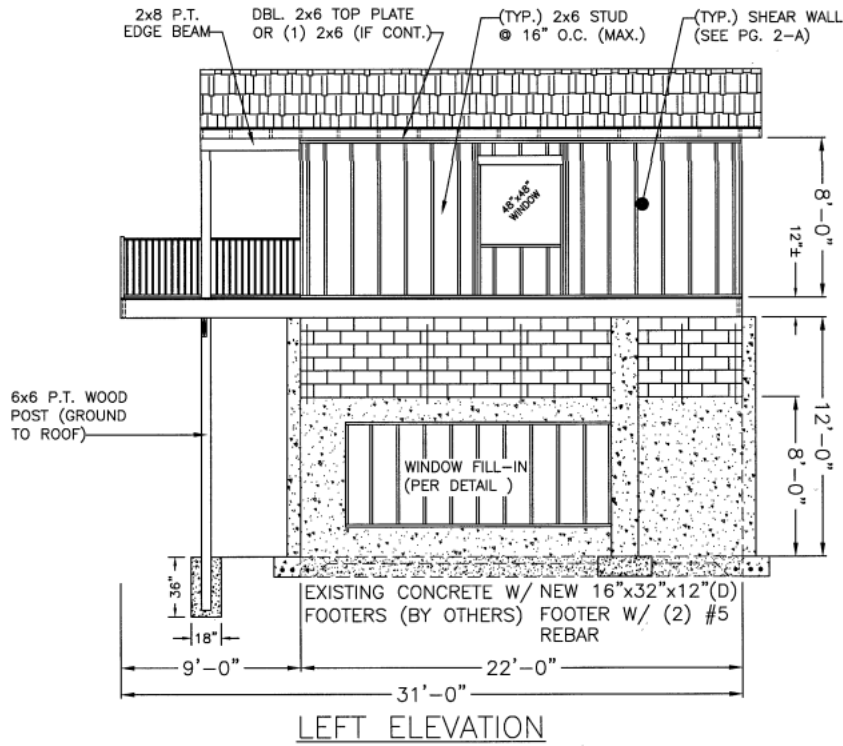 2x8 P.T.
EDGE BEAM
DBL. 2x6 TOP PLATE
OR (1) 2x6 (IF CONT.)
(TYP.) 2x6 STUD
@ 16" O.C. (MAX.)
(TYP.) SHEAR WALL
(SEE PG. 2-A)
48"x48"
WINDOW
8'-0"
12"±
6x6 P.T. WOOD
POST (GROUND
TO ROOF)
WINDOW FILL-IN
(PER DETAIL )
12'-0"
8'-0"
36"
18"
EXISTING CONCRETE W/
FOOTERS (BY OTHERS)
NEW 16"x32"x12"(D)
FOOTER W/ (2) #5
REBAR
9'-0"
22'-0"
31'-0"
LEFT ELEVATION